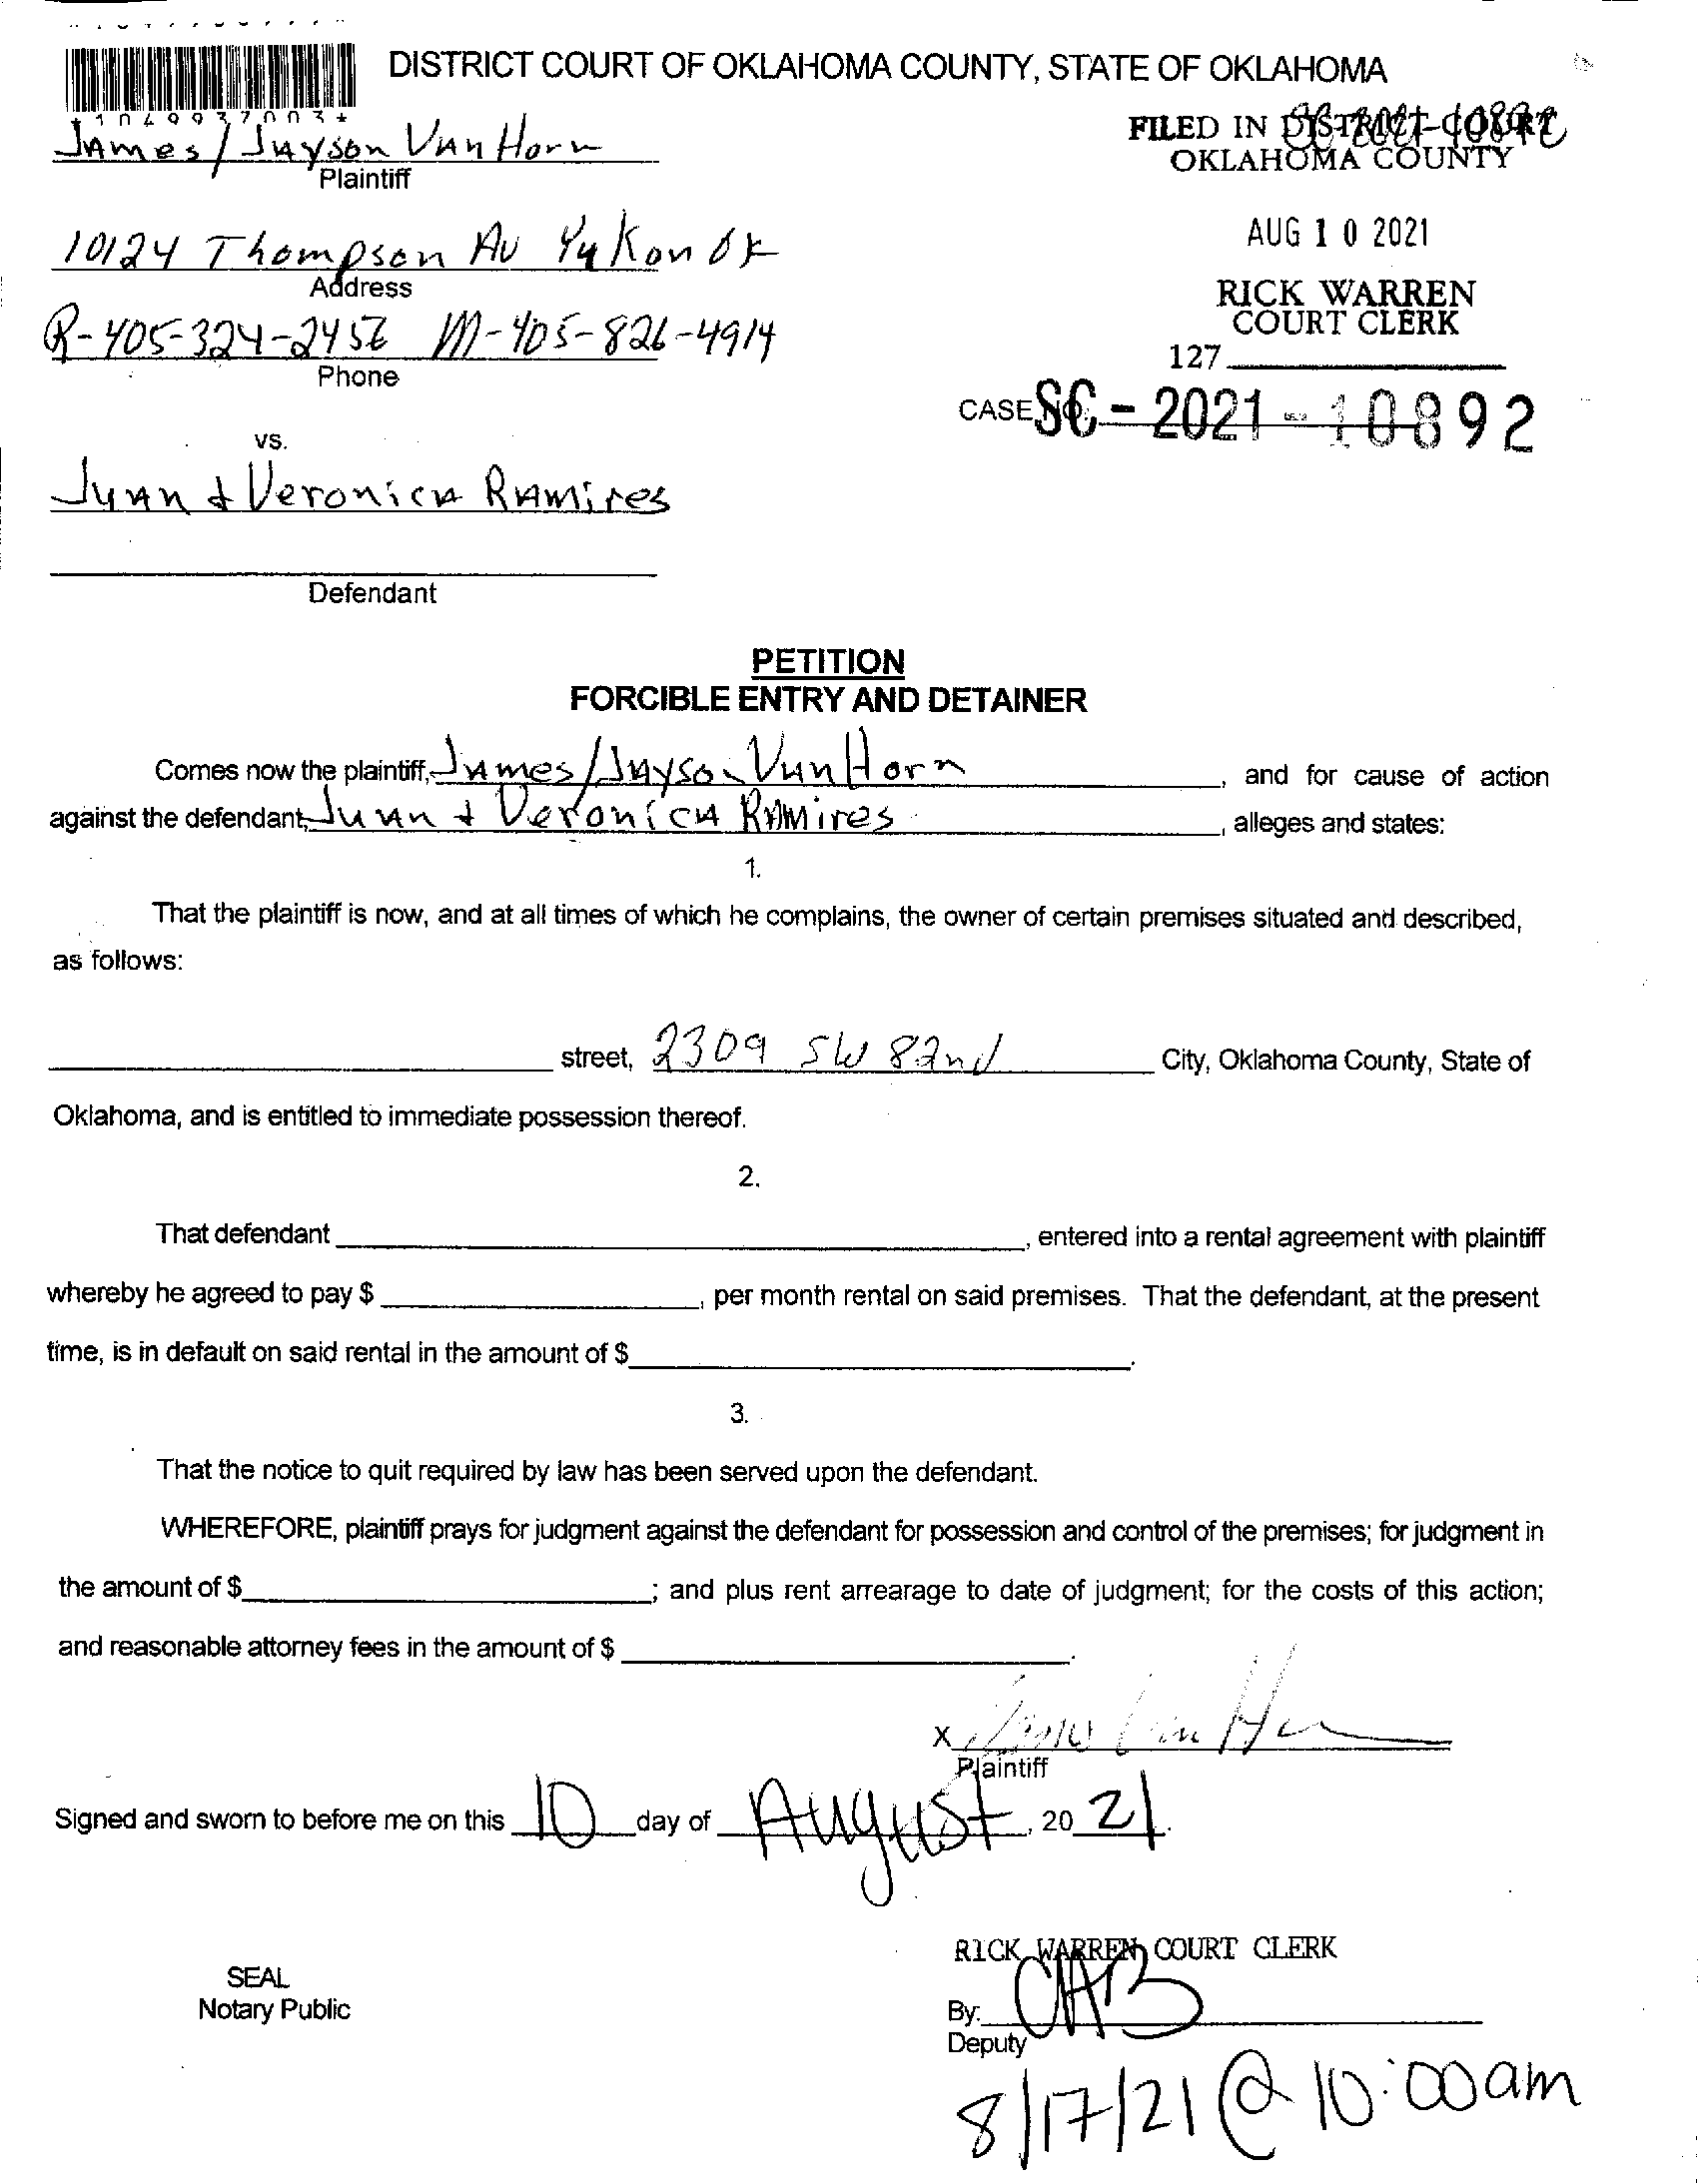 DISTRICT COURT OF OKLAHOMA COUNTY, STATE OF OKLAHOMA
*1049937003*
James/Jayson Van Horn
Plaintiff
FILED IN DISTRICT COURT
OKLAHOMA COUNTY
10124 Thompson Av Yukon OK
Address
AUG 10 2021
RICK WARREN
COURT CLERK
R-405-324-2456 M-405-826-4914
Phone
127
CASE NO. SC-2021-10892
vs.
Juan & Veronica Ramires
Defendant
PETITION
FORCIBLE ENTRY AND DETAINER
Comes now the plaintiff, James/Jayson Van Horn, and for cause of action
against the defendant, Juan & Veronica Ramires, alleges and states:
1.
That the plaintiff is now, and at all times of which he complains, the owner of certain premises situated and described,
as follows:
street, 2309 SW 82nd City, Oklahoma County, State of
Oklahoma, and is entitled to immediate possession thereof.
2.
That defendant , entered into a rental agreement with plaintiff
whereby he agreed to pay $ , per month rental on said premises. That the defendant, at the present
time, is in default on said rental in the amount of $ .
3.
That the notice to quit required by law has been served upon the defendant.
WHEREFORE, plaintiff prays for judgment against the defendant for possession and control of the premises; for judgment in
the amount of $ ; and plus rent arrearage to date of judgment; for the costs of this action;
and reasonable attorney fees in the amount of $ .
X James Van Hor
Plaintiff
Signed and sworn to before me on this 10 day of August, 2021.
RICK WARREN COURT CLERK
SEAL
Notary Public
By:
Deputy
8/17/21 @ 10:00am